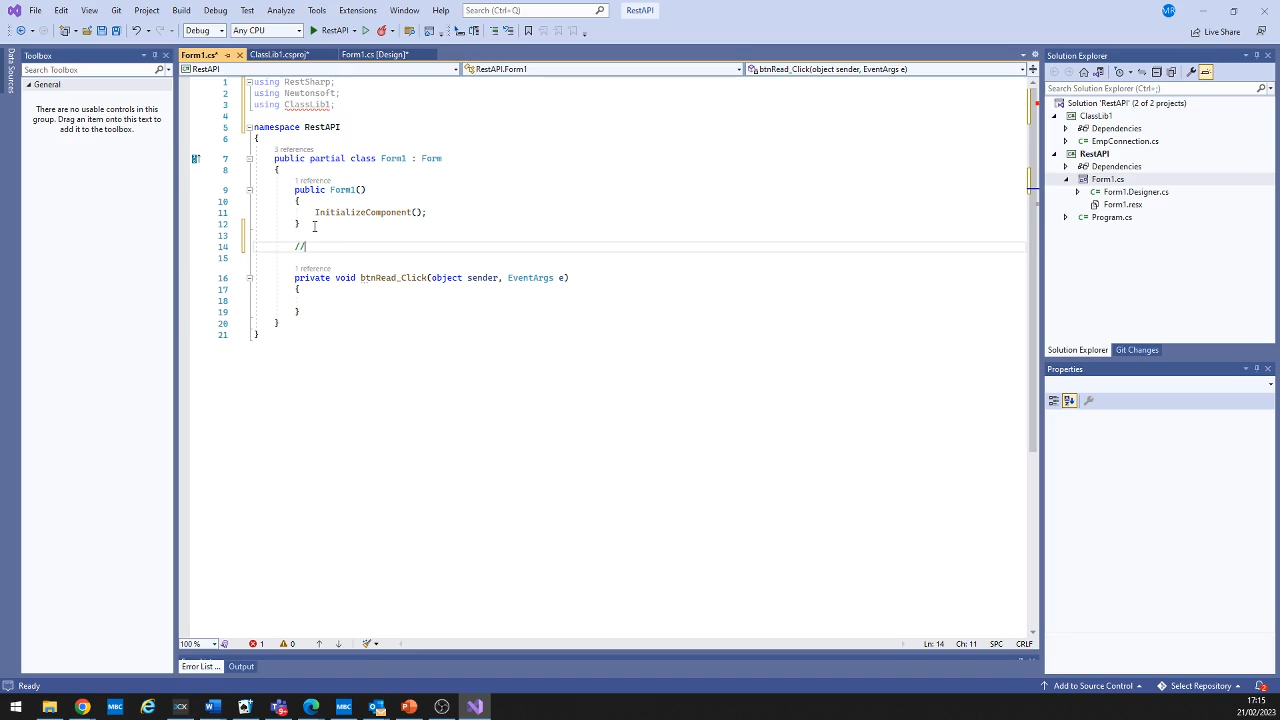 File Edit View Git Project Build Debug Test Analyze Tools Extensions Window Help Search (Ctrl+Q) RestAPI MR
Debug Any CPU RestAPI Live Share
Data Sources
Toolbox
Search Toolbox
General
There are no usable controls in this
group. Drag an item onto this text to
add it to the toolbox.
Form1.cs* ClassLib1.csproj* Form1.cs [Design]*
RestAPI RestAPI.Form1 btnRead_Click(object sender, EventArgs e)
1 using RestSharp;
2 using Newtonsoft;
3 using ClassLib1;
4
5 namespace RestAPI
6 {
3 references
7 public partial class Form1 : Form
8 {
1 reference
9 public Form1()
10 {
11 InitializeComponent();
12 }
13
14 //
15
1 reference
16 private void btnRead_Click(object sender, EventArgs e)
17 {
18
19 }
20 }
21 }
100 % 1 0 Ln: 14 Ch: 11 SPC CRLF
Error List ... Output
Solution Explorer
Search Solution Explorer (Ctrl+;)
Solution 'RestAPI' (2 of 2 projects)
ClassLib1
Dependencies
EmpConnection.cs
RestAPI
Dependencies
Form1.cs
Form1.Designer.cs
Form1.resx
Program.cs
Solution Explorer Git Changes
Properties
Ready Add to Source Control Select Repository 2
MBC CX MBC
17:15
21/02/2023